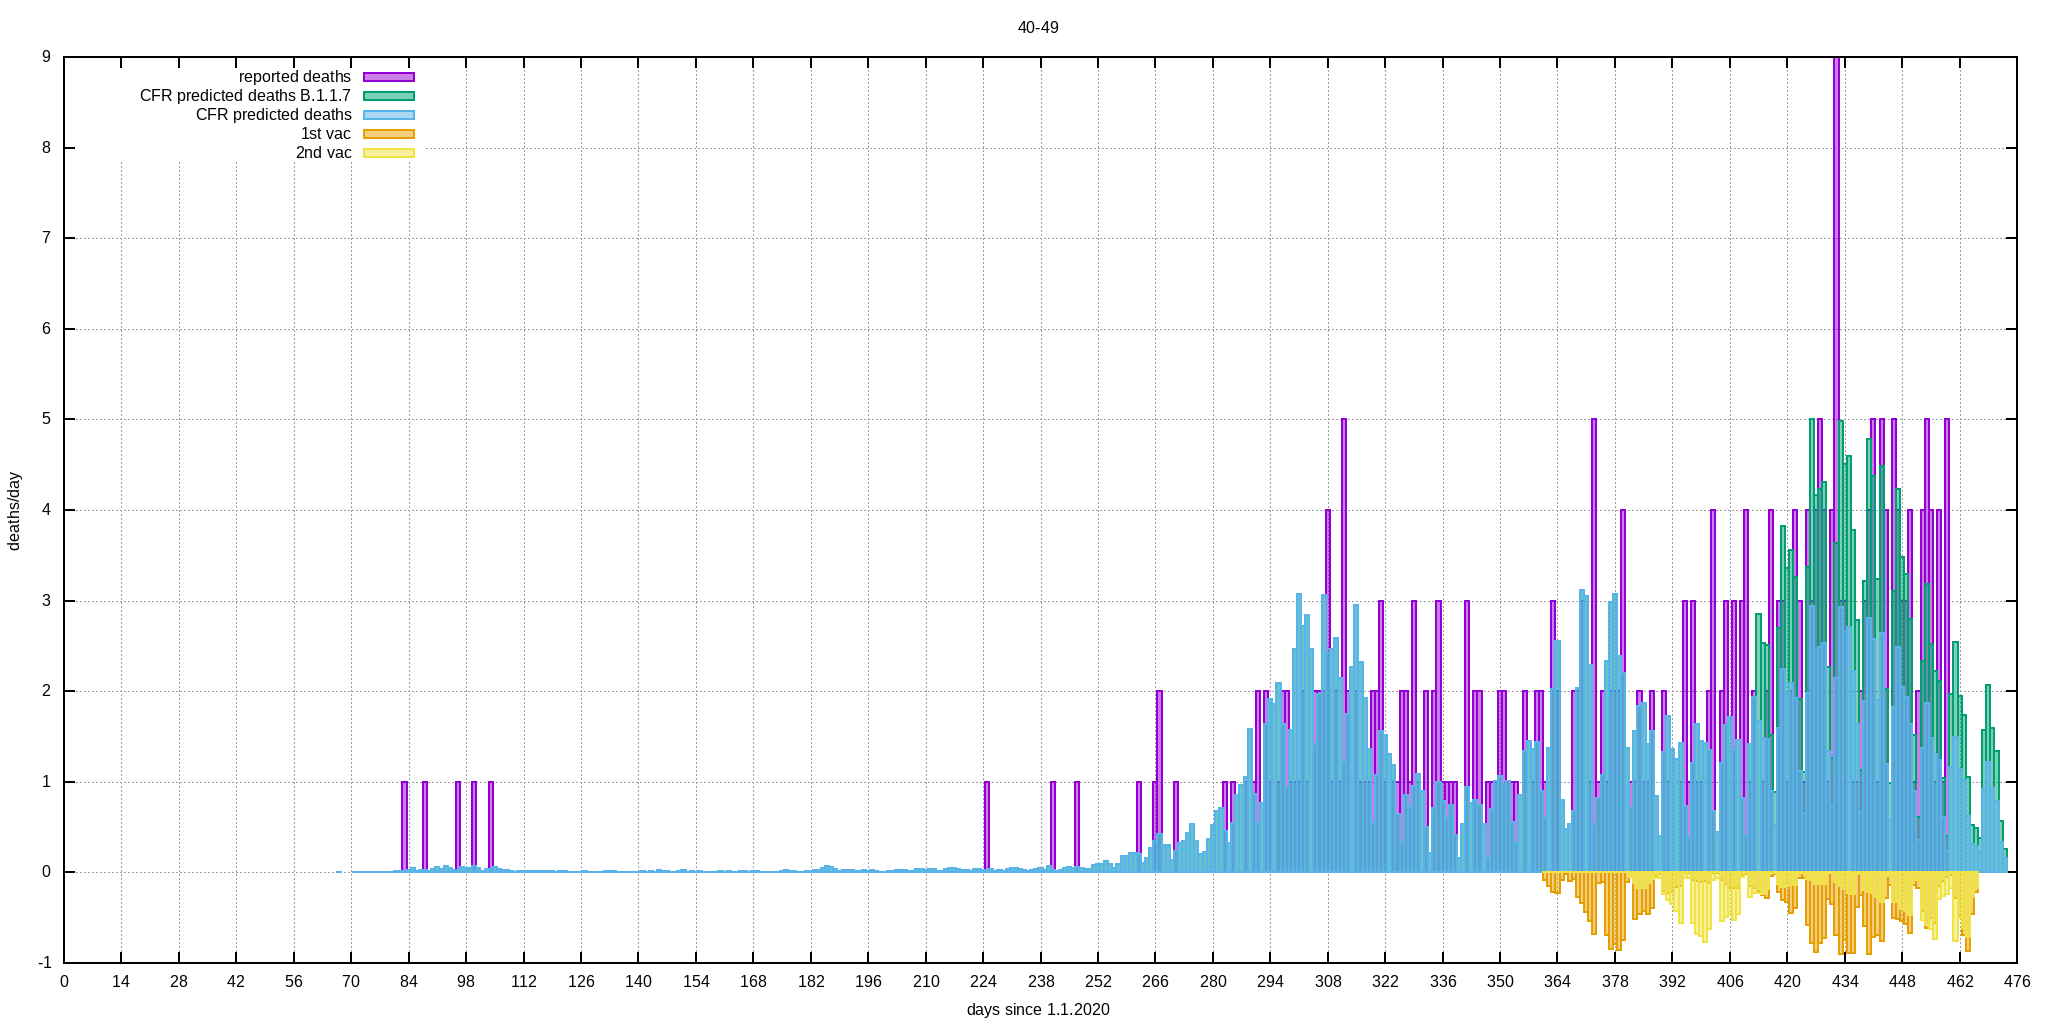 40-49
reported deaths
CFR predicted deaths B.1.1.7
CFR predicted deaths
1st vac
2nd vac
9
8
7
6
5
4
3
2
1
0
-1
deaths/day
0 14 28 42 56 70 84 98 112 126 140 154 168 182 196 210 224 238 252 266 280 294 308 322 336 350 364 378 392 406 420 434 448 462 476
days since 1.1.2020